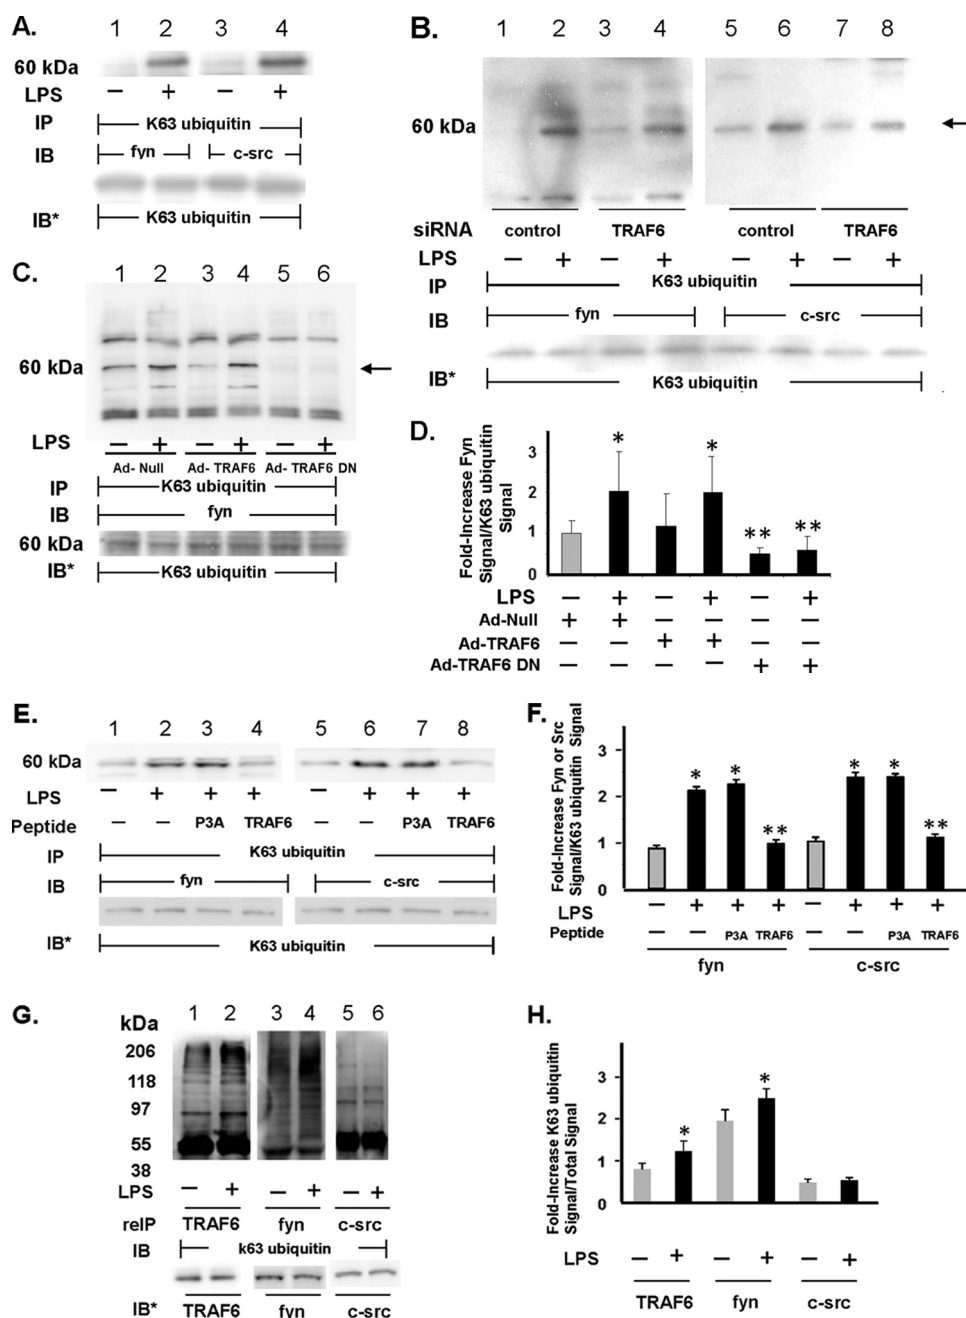 A.
1 2 3 4
60 kDa
LPS − + − +
IP K63 ubiquitin
IB fyn c-src
IB* K63 ubiquitin
B.
1 2 3 4 5 6 7 8
60 kDa
siRNA control TRAF6 control TRAF6
LPS − + − + − + − +
IP K63 ubiquitin
IB fyn c-src
IB* K63 ubiquitin
C.
1 2 3 4 5 6
60 kDa
LPS − + − + − +
Ad- Null Ad- TRAF6 Ad- TRAF6 DN
IP K63 ubiquitin
IB fyn
60 kDa
IB* K63 ubiquitin
D.
Fold-Increase Fyn
Signal/K63 ubiquitin
Signal
3
2
1
0
* * ** **
LPS − + − + − +
Ad-Null + + − − − −
Ad-TRAF6 − − + + − −
Ad-TRAF6 DN − − − − + +
E.
1 2 3 4 5 6 7 8
60 kDa
LPS − + + + − + + +
Peptide − − P3A TRAF6 − − P3A TRAF6
IP K63 ubiquitin
IB fyn c-src
IB* K63 ubiquitin
F.
Fold-Increase Fyn or Src
Signal/K63 ubiquitin Signal
3
2
1
0
* * ** * * **
LPS − + + + − + + +
Peptide − − P3A TRAF6 − − P3A TRAF6
fyn c-src
G.
1 2 3 4 5 6
kDa
206
118
97
55
38
LPS − + − + − +
reIP TRAF6 fyn c-src
IB k63 ubiquitin
IB* TRAF6 fyn c-src
H.
Fold-Increase K63 ubiquitin
Signal/Total Signal
3
2
1
0
* *
LPS − + − + − +
TRAF6 fyn c-src